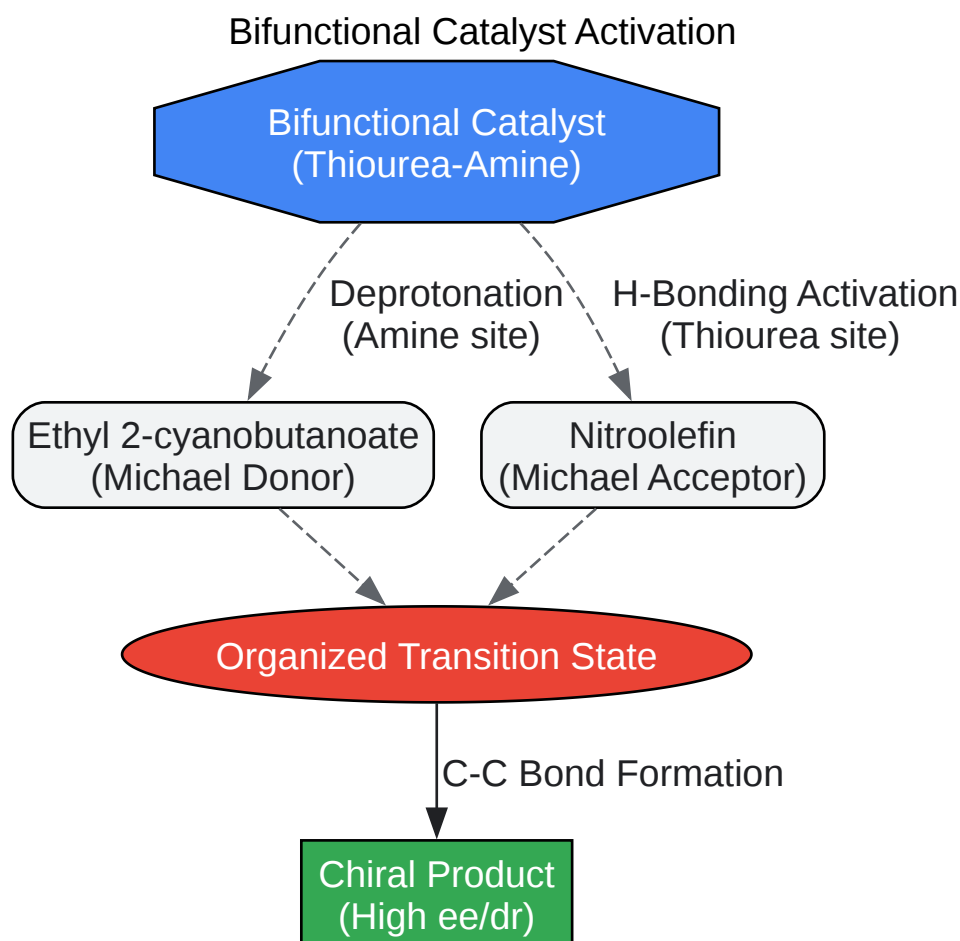 Bifunctional Catalyst Activation
Bifunctional Catalyst
(Thiourea-Amine)
Deprotonation
(Amine site)
H-Bonding Activation
(Thiourea site)
Ethyl 2-cyanobutanoate
(Michael Donor)
Nitroolefin
(Michael Acceptor)
Organized Transition State
C-C Bond Formation
Chiral Product
(High ee/dr)